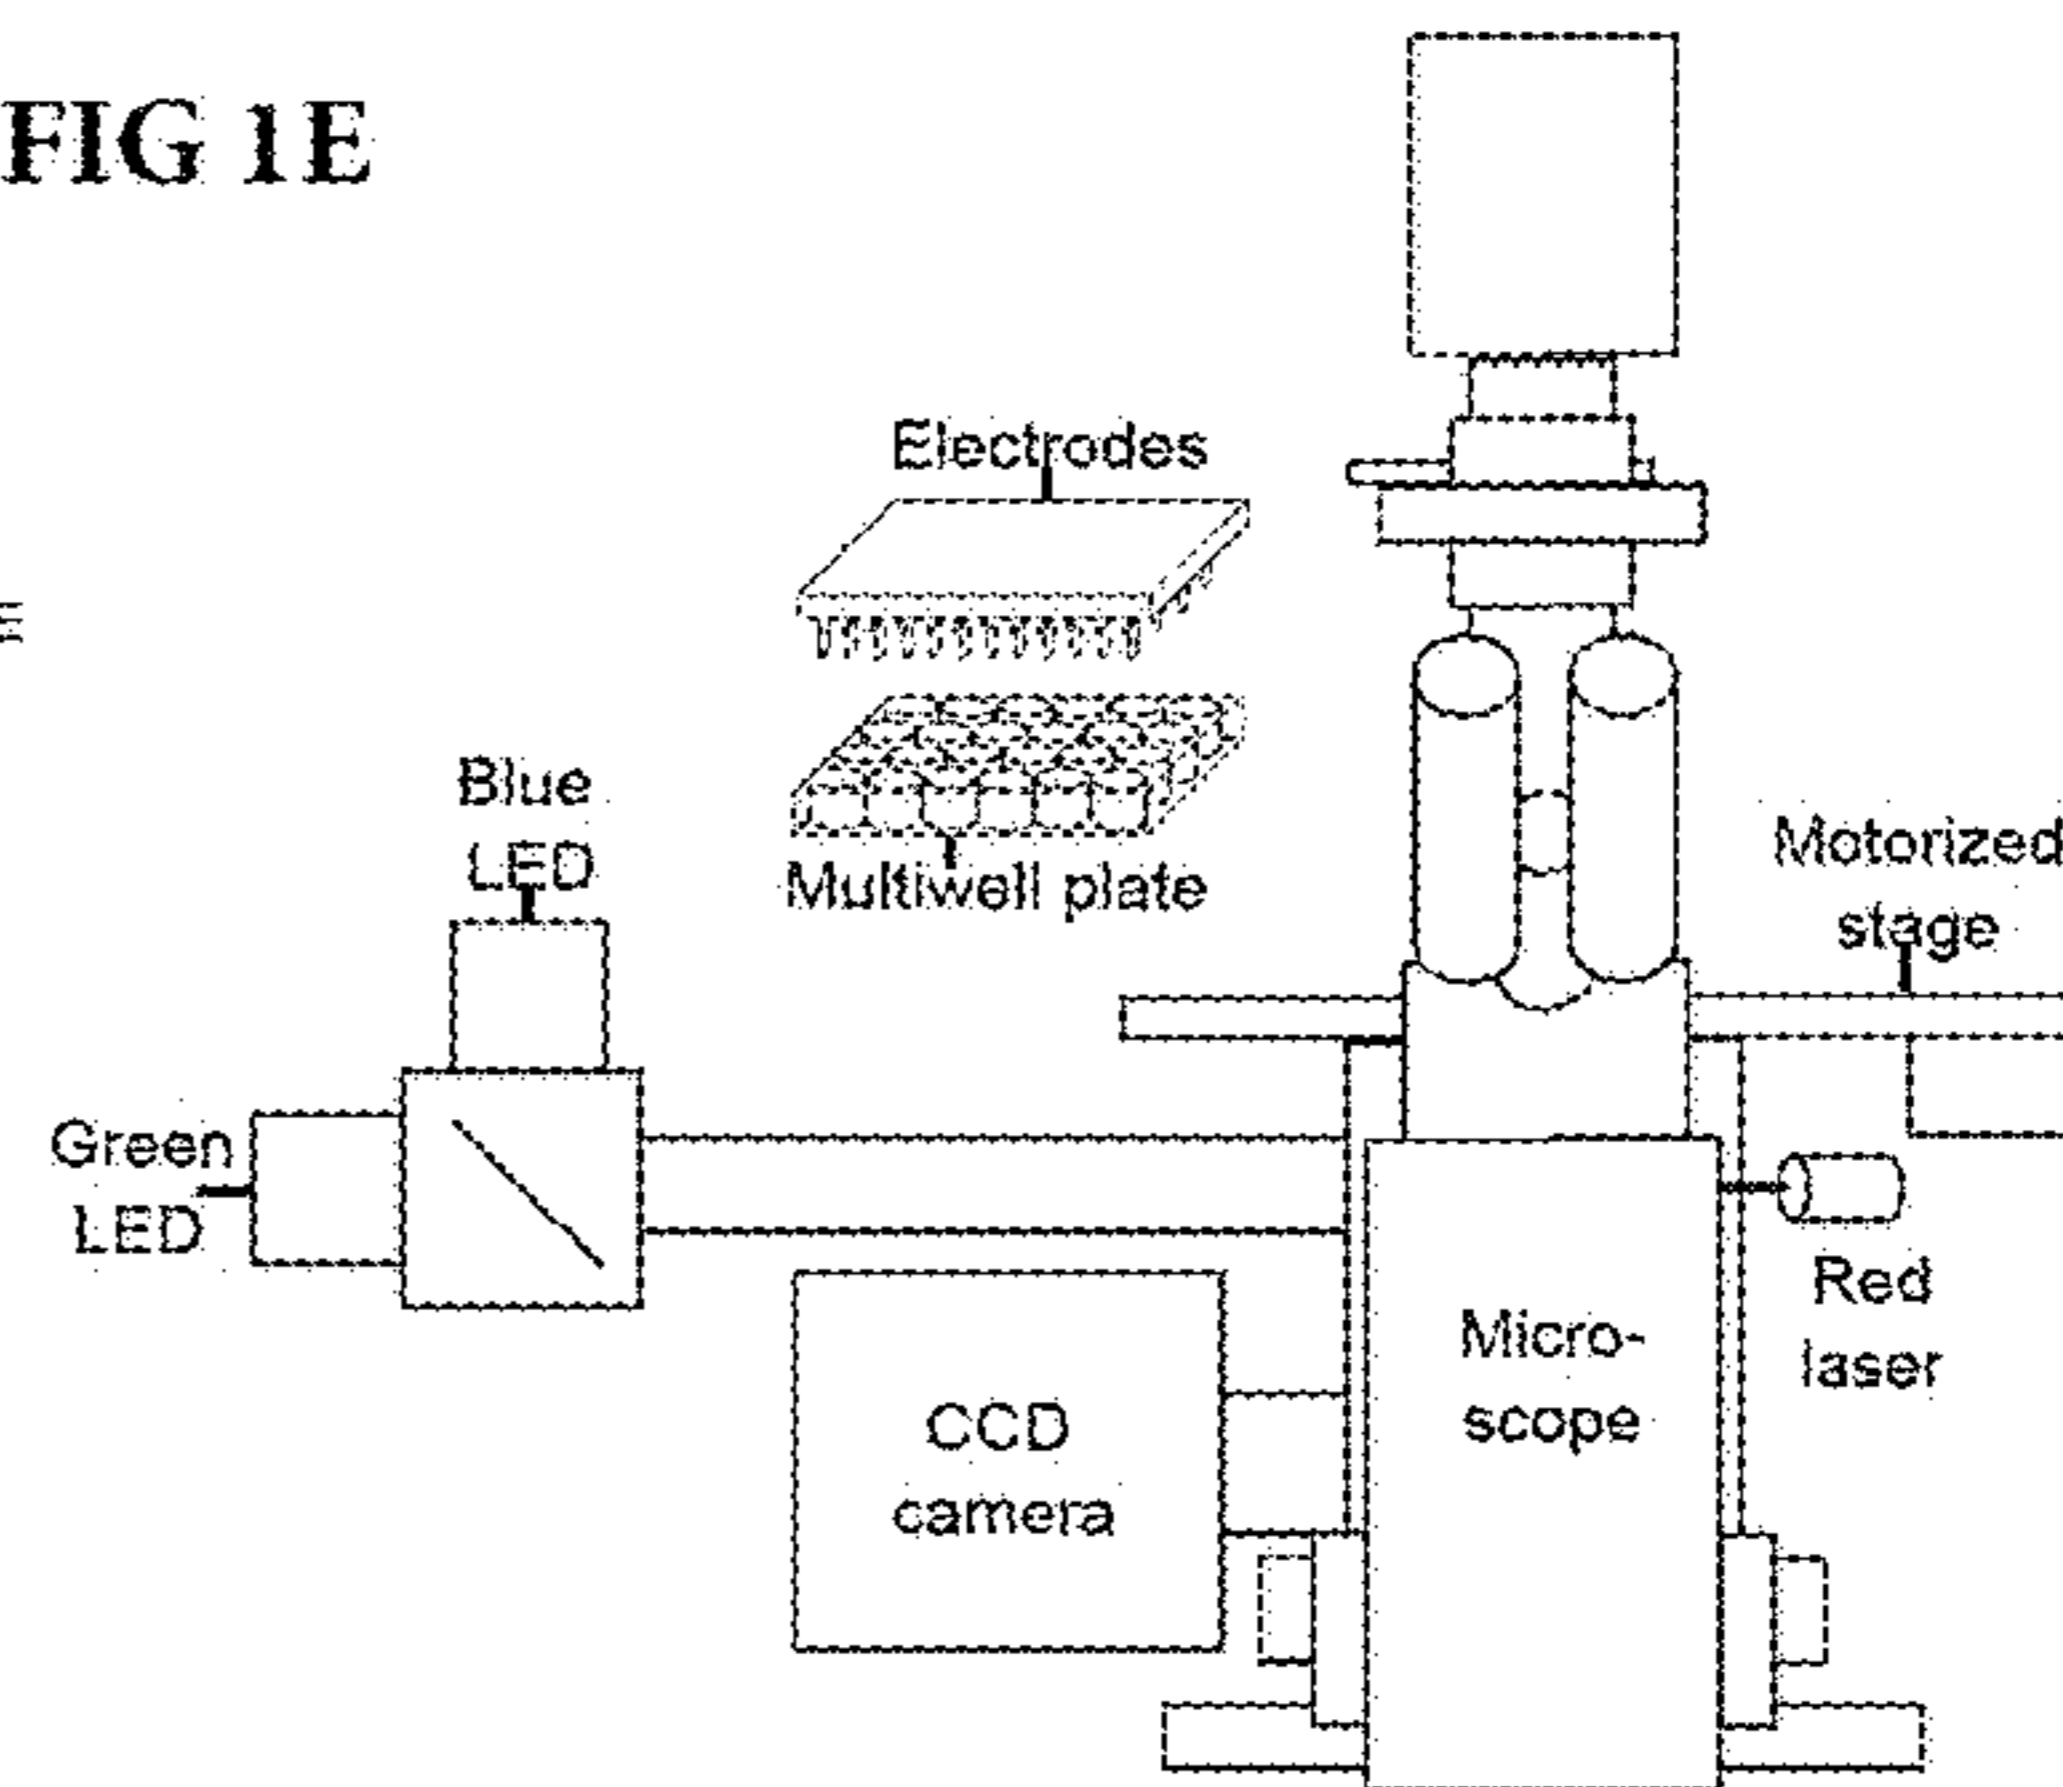 FIG 1E
Electrodes
Blue
LED
Multiwell plate
Motorized
stage
Green
LED
Red
laser
Micro-
scope
CCD
camera